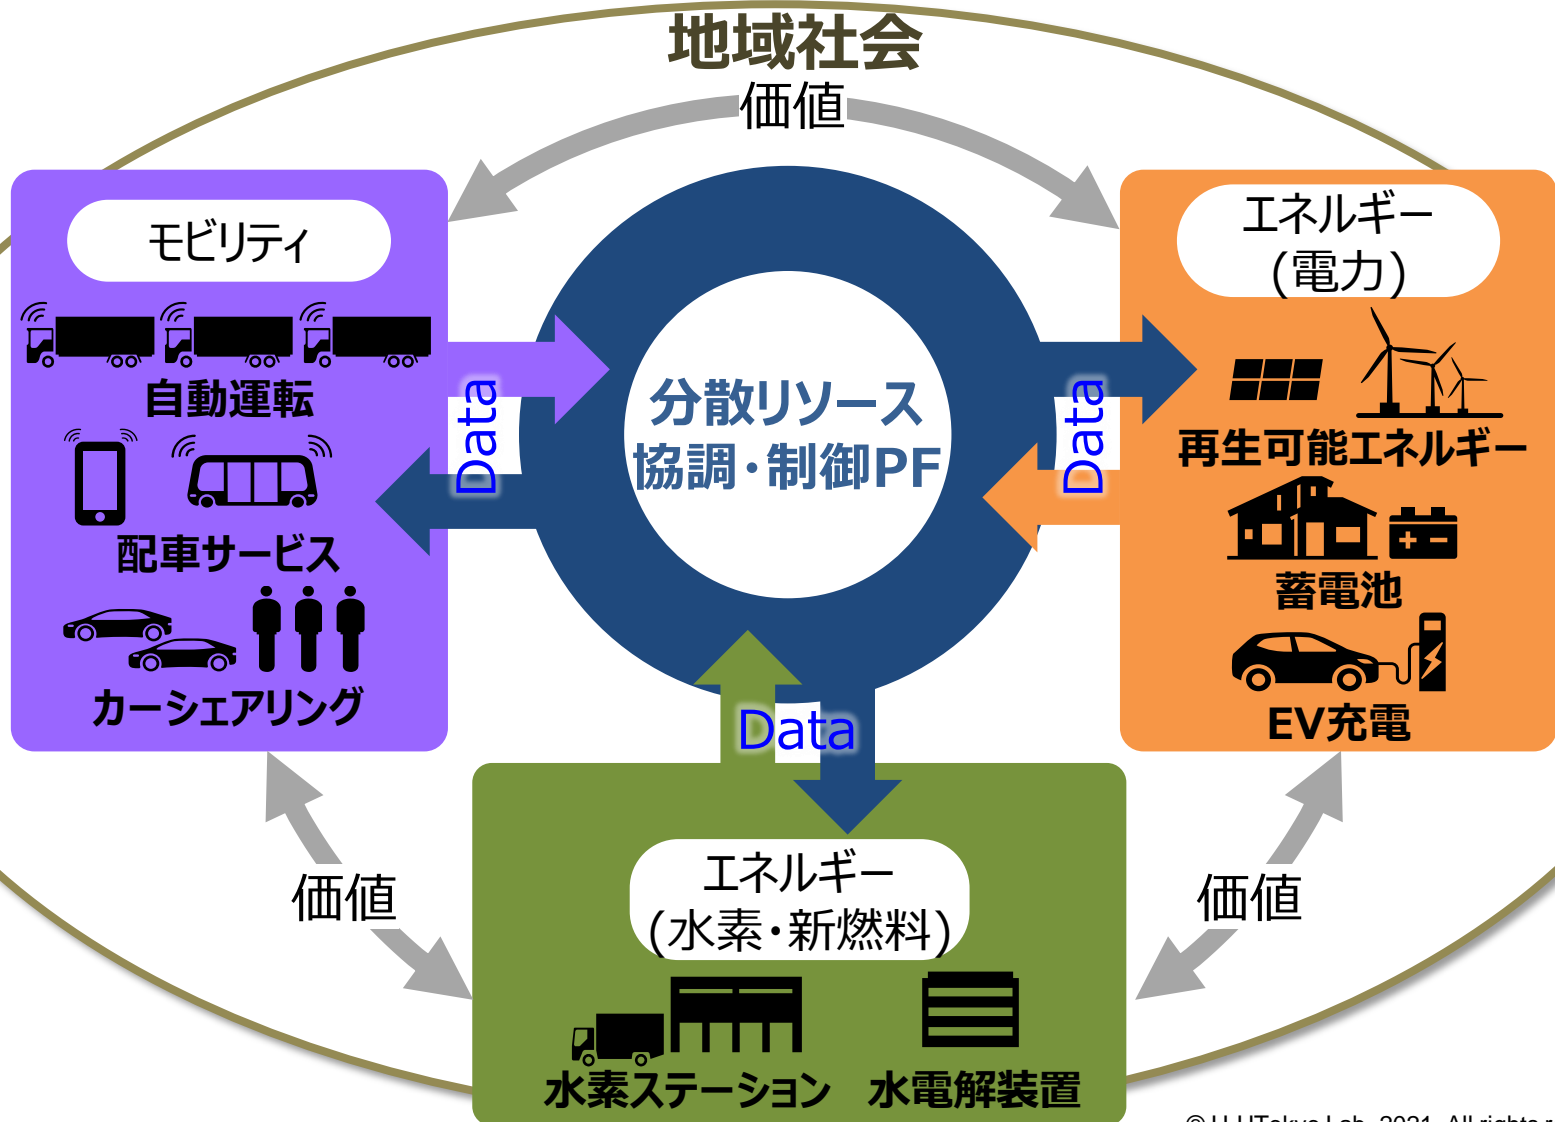 地域社会
価値
モビリティ
自動運転
配車サービス
カーシェアリング
Data
分散リソース
協調・制御PF
Data
エネルギー
(電力)
再生可能エネルギー
蓄電池
EV充電
Data
価値
価値
エネルギー
(水素・新燃料)
水素ステーション
水電解装置